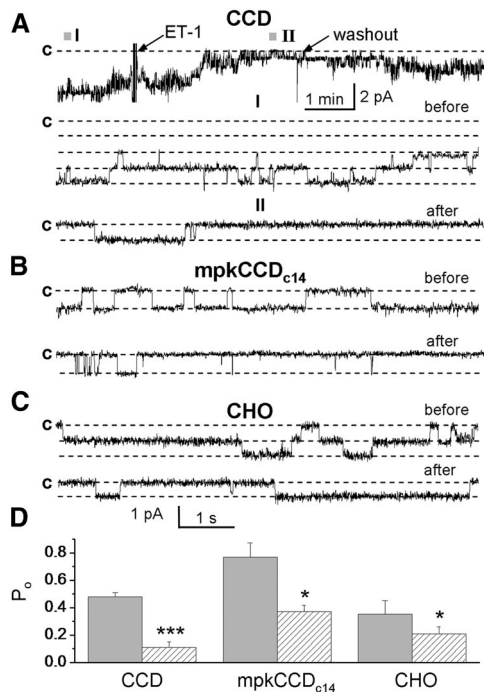 A
CCD
I
ET-1
II
washout
c
1 min
2 pA
I
before
c
II
after
c
B
mpkCCDc14
before
c
after
c
C
CHO
before
c
after
c
1 pA
1 s
D
Po
0.8
0.6
0.4
0.2
0.0
***
*
*
CCD
mpkCCDc14
CHO